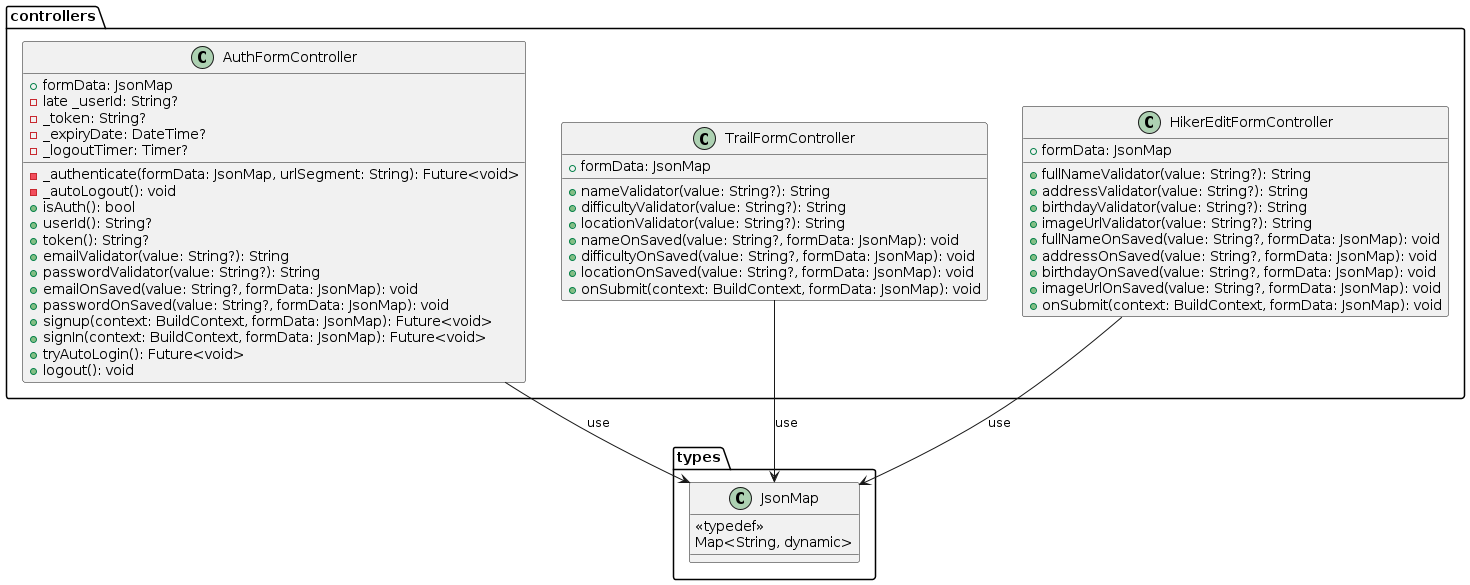 controllers
AuthFormController
formData: JsonMap
late _userId: String?
_token: String?
_expiryDate: DateTime?
_logoutTimer: Timer?
_authenticate(formData: JsonMap, urlSegment: String): Future<void>
_autoLogout(): void
isAuth(): bool
userId(): String?
token(): String?
emailValidator(value: String?): String
passwordValidator(value: String?): String
emailOnSaved(value: String?, formData: JsonMap): void
passwordOnSaved(value: String?, formData: JsonMap): void
signup(context: BuildContext, formData: JsonMap): Future<void>
signIn(context: BuildContext, formData: JsonMap): Future<void>
tryAutoLogin(): Future<void>
logout(): void
TrailFormController
formData: JsonMap
nameValidator(value: String?): String
difficultyValidator(value: String?): String
locationValidator(value: String?): String
nameOnSaved(value: String?, formData: JsonMap): void
difficultyOnSaved(value: String?, formData: JsonMap): void
locationOnSaved(value: String?, formData: JsonMap): void
onSubmit(context: BuildContext, formData: JsonMap): void
HikerEditFormController
formData: JsonMap
fullNameValidator(value: String?): String
addressValidator(value: String?): String
birthdayValidator(value: String?): String
imageUrlValidator(value: String?): String
fullNameOnSaved(value: String?, formData: JsonMap): void
addressOnSaved(value: String?, formData: JsonMap): void
birthdayOnSaved(value: String?, formData: JsonMap): void
imageUrlOnSaved(value: String?, formData: JsonMap): void
onSubmit(context: BuildContext, formData: JsonMap): void
use
use
use
types
JsonMap
«typedef»
Map<String, dynamic>